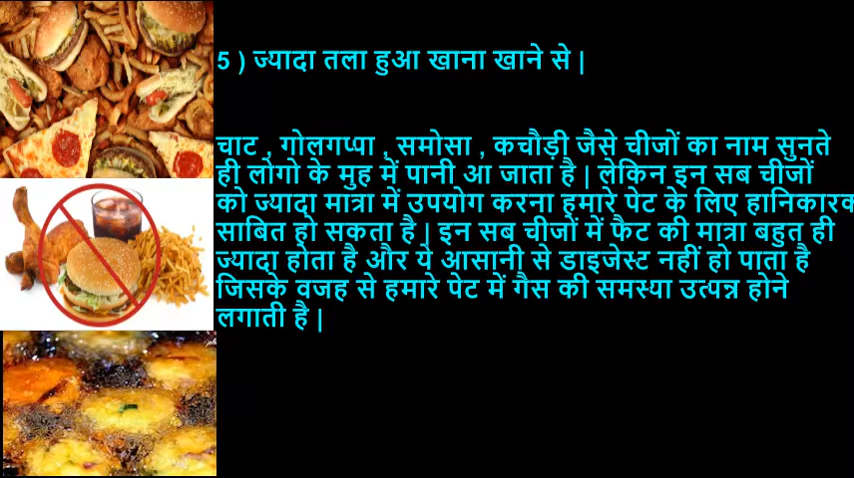 5 ) ज्यादा तला हुआ खाना खाने से |
चाट , गोलगप्पा , समोसा , कचौड़ी जैसे चीजों का नाम सुनते
ही लोगो के मुह में पानी आ जाता है | लेकिन इन सब चीजों
को ज्यादा मात्रा में उपयोग करना हमारे पेट के लिए हानिकारक
साबित हो सकता है | इन सब चीजों में फैट की मात्रा बहुत ही
ज्यादा होता है और ये आसानी से डाइजेस्ट नहीं हो पाता है
जिसके वजह से हमारे पेट में गैस की समस्या उत्पन्न होने
लगाती है |